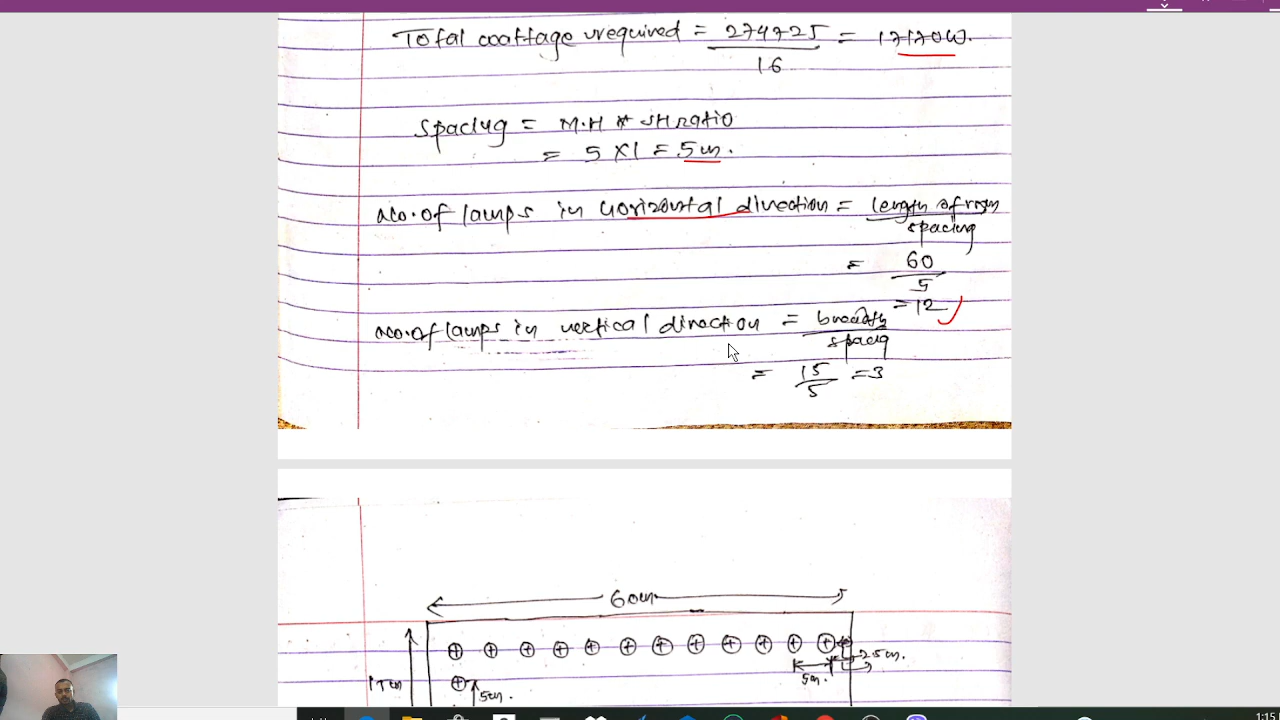 Total wattage required = 274725 / 16 = 17170W.
Spacing = M.H * SH ratio
= 5 X 1 = 5m.
no. of lamps in horizontal direction = length of room / spacing
= 60 / 5
= 12
no. of lamps in vertical direction = breadth / spacing
= 15 / 5 = 3
60m
2.5m.
5m.
5m.
1:15